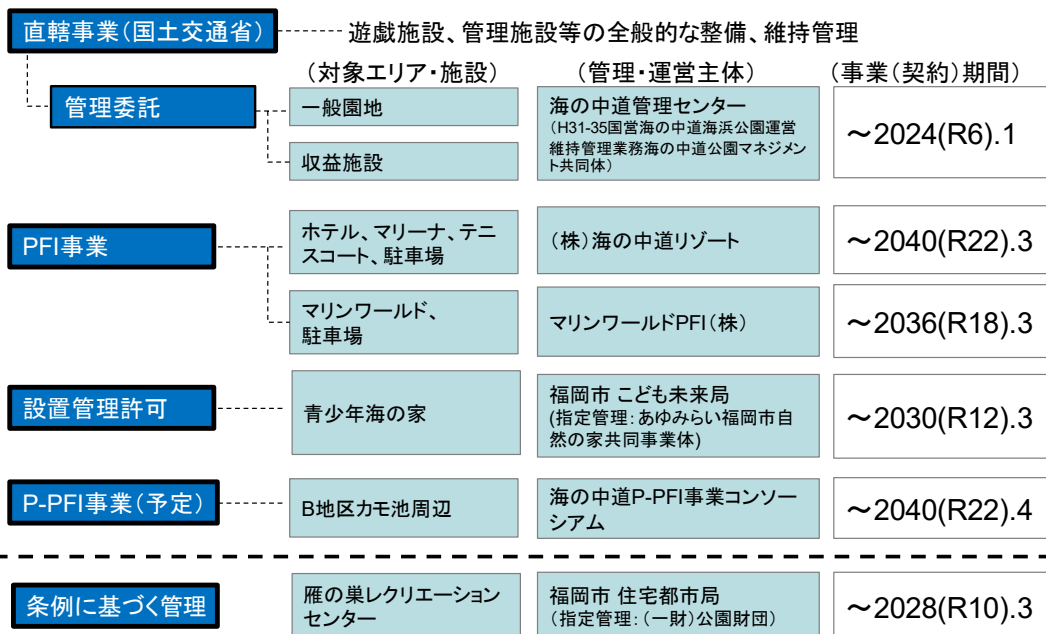 直轄事業(国土交通省)
遊戯施設、管理施設等の全般的な整備、維持管理
(対象エリア・施設)
(管理・運営主体)
(事業(契約)期間)
管理委託
一般園地
収益施設
海の中道管理センター
(H31-35国営海の中道海浜公園運営
維持管理業務海の中道公園マネジメン
ト共同体)
～2024(R6).1
PFI事業
ホテル、マリーナ、テニ
スコート、駐車場
(株)海の中道リゾート
～2040(R22).3
マリンワールド、
駐車場
マリンワールドPFI(株)
～2036(R18).3
設置管理許可
青少年海の家
福岡市 こども未来局
(指定管理:あゆみらい福岡市自
然の家共同事業体)
～2030(R12).3
P-PFI事業(予定)
B地区カモ池周辺
海の中道P-PFI事業コンソー
シアム
～2040(R22).4
条例に基づく管理
雁の巣レクリエーション
センター
福岡市 住宅都市局
(指定管理:(一財)公園財団)
～2028(R10).3